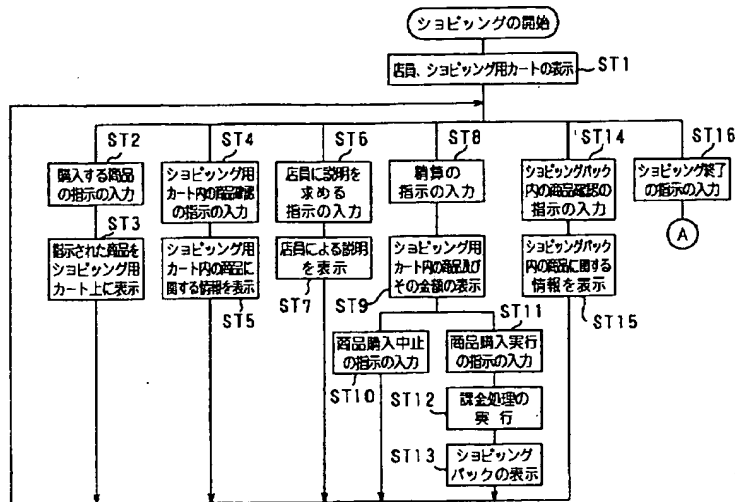 ショピッングの開始
店員、ショピッング用カートの表示
ST1
ST2
購入する商品
の指示の入力
ST3
指示された商品を
ショピッング用
カート上に表示
ST4
ショピッング用
カート内の商品確認
の指示の入力
ショピッング用
カート内の商品に
関する情報を表示
ST5
ST6
店員に説明を
求める
指示の入力
店員による説明
を表示
ST7
ST8
精算の
指示の入力
ショピッング用
カート内の商品及び
その金額の表示
ST9
商品購入中止
の指示の入力
ST10
ST11
商品購入実行
の指示の入力
ST12
課金処理の
実行
ST13
ショピッング
パックの表示
ST14
ショピッングパック
内の商品確認の
指示の入力
ショピッングパック
内の商品に関する
情報を表示
ST15
ST16
ショピッング終了
の指示の入力
A